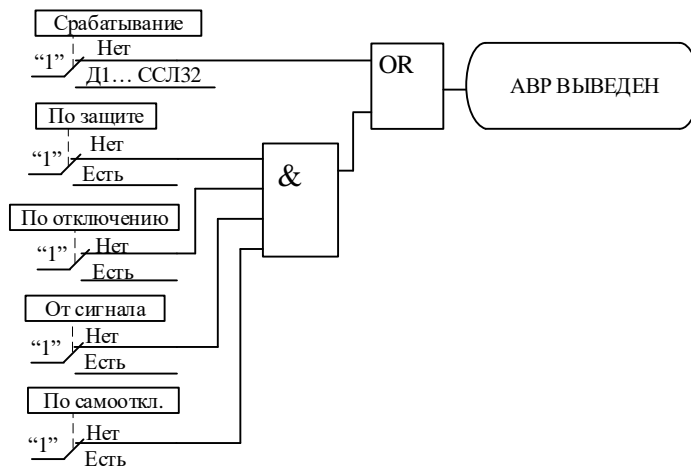 Срабатывание
“1”
Нет
Д1... ССЛ32
OR
АВР ВЫВЕДЕН
По защите
“1”
Нет
Есть
&
По отключению
“1”
Нет
Есть
От сигнала
“1”
Нет
Есть
По самооткл.
“1”
Нет
Есть